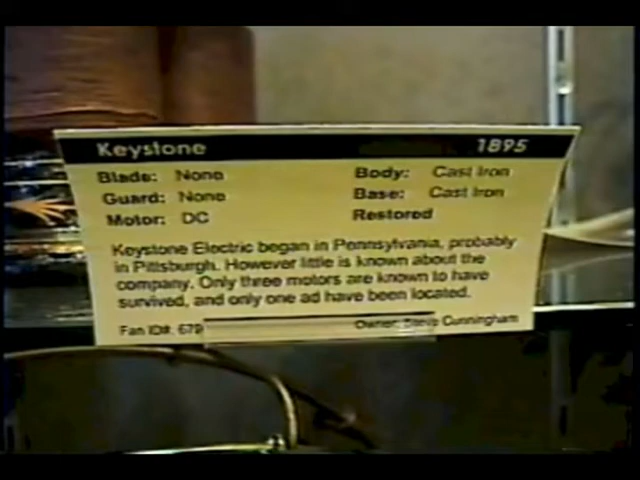 Keystone 1895
Blade: None Body: Cast Iron
Guard: None Base: Cast Iron
Motor: DC Restored
Keystone Electric began in Pennsylvania, probably
in Pittsburgh. However little is known about the
company. Only three motors are known to have
survived, and only one ad have been located.
Fan ID#: 679 Owner: Steve Cunningham